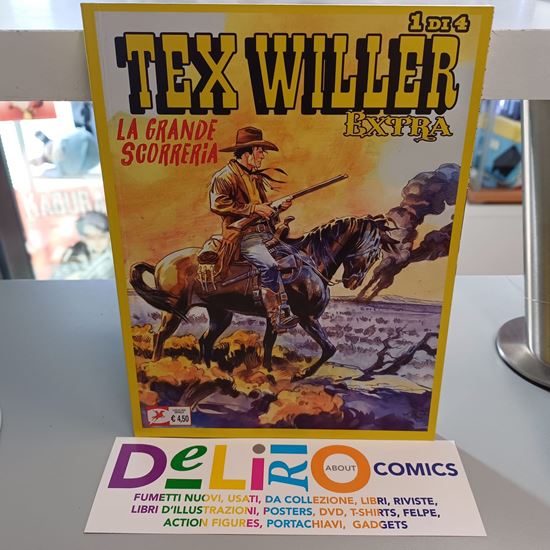 1 DI 4
TEX WILLER
EXTRA
LA GRANDE
SCORRERIA
€ 4,50
DeLiRiO
ABOUT
COMICS
FUMETTI NUOVI, USATI, DA COLLEZIONE, LIBRI, RIVISTE,
LIBRI D'ILLUSTRAZIONI, POSTERS, DVD, T-SHIRTS, FELPE,
ACTION FIGURES, PORTACHIAVI, GADGETS